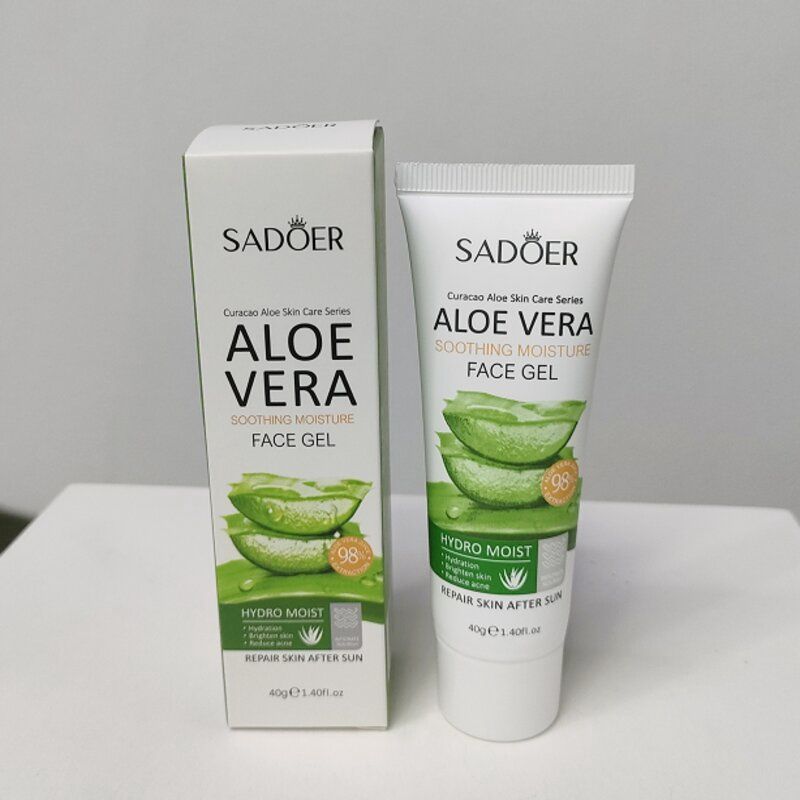 SADOER
SADOER
Curacao Aloe Skin Care Series
ALOE
VERA
SOOTHING MOISTURE
FACE GEL
98%
HYDRO MOIST
• Hydration
• Brighten skin
• Reduce acne
REPAIR SKIN AFTER SUN
40g℮1.40fl.oz
SADOER
Curacao Aloe Skin Care Series
ALOE VERA
SOOTHING MOISTURE
FACE GEL
ALOE VERA
98%
EXTRACTION
HYDRO MOIST
• Hydration
• Brighten skin
• Reduce acne
REPAIR SKIN AFTER SUN
40g℮1.40fl.oz